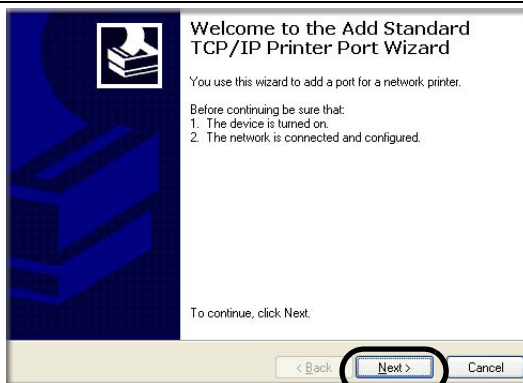 Welcome to the Add Standard
TCP/IP Printer Port Wizard
You use this wizard to add a port for a network printer.
Before continuing be sure that:
1. The device is turned on.
2. The network is connected and configured.
To continue, click Next.
< Back
Next >
Cancel